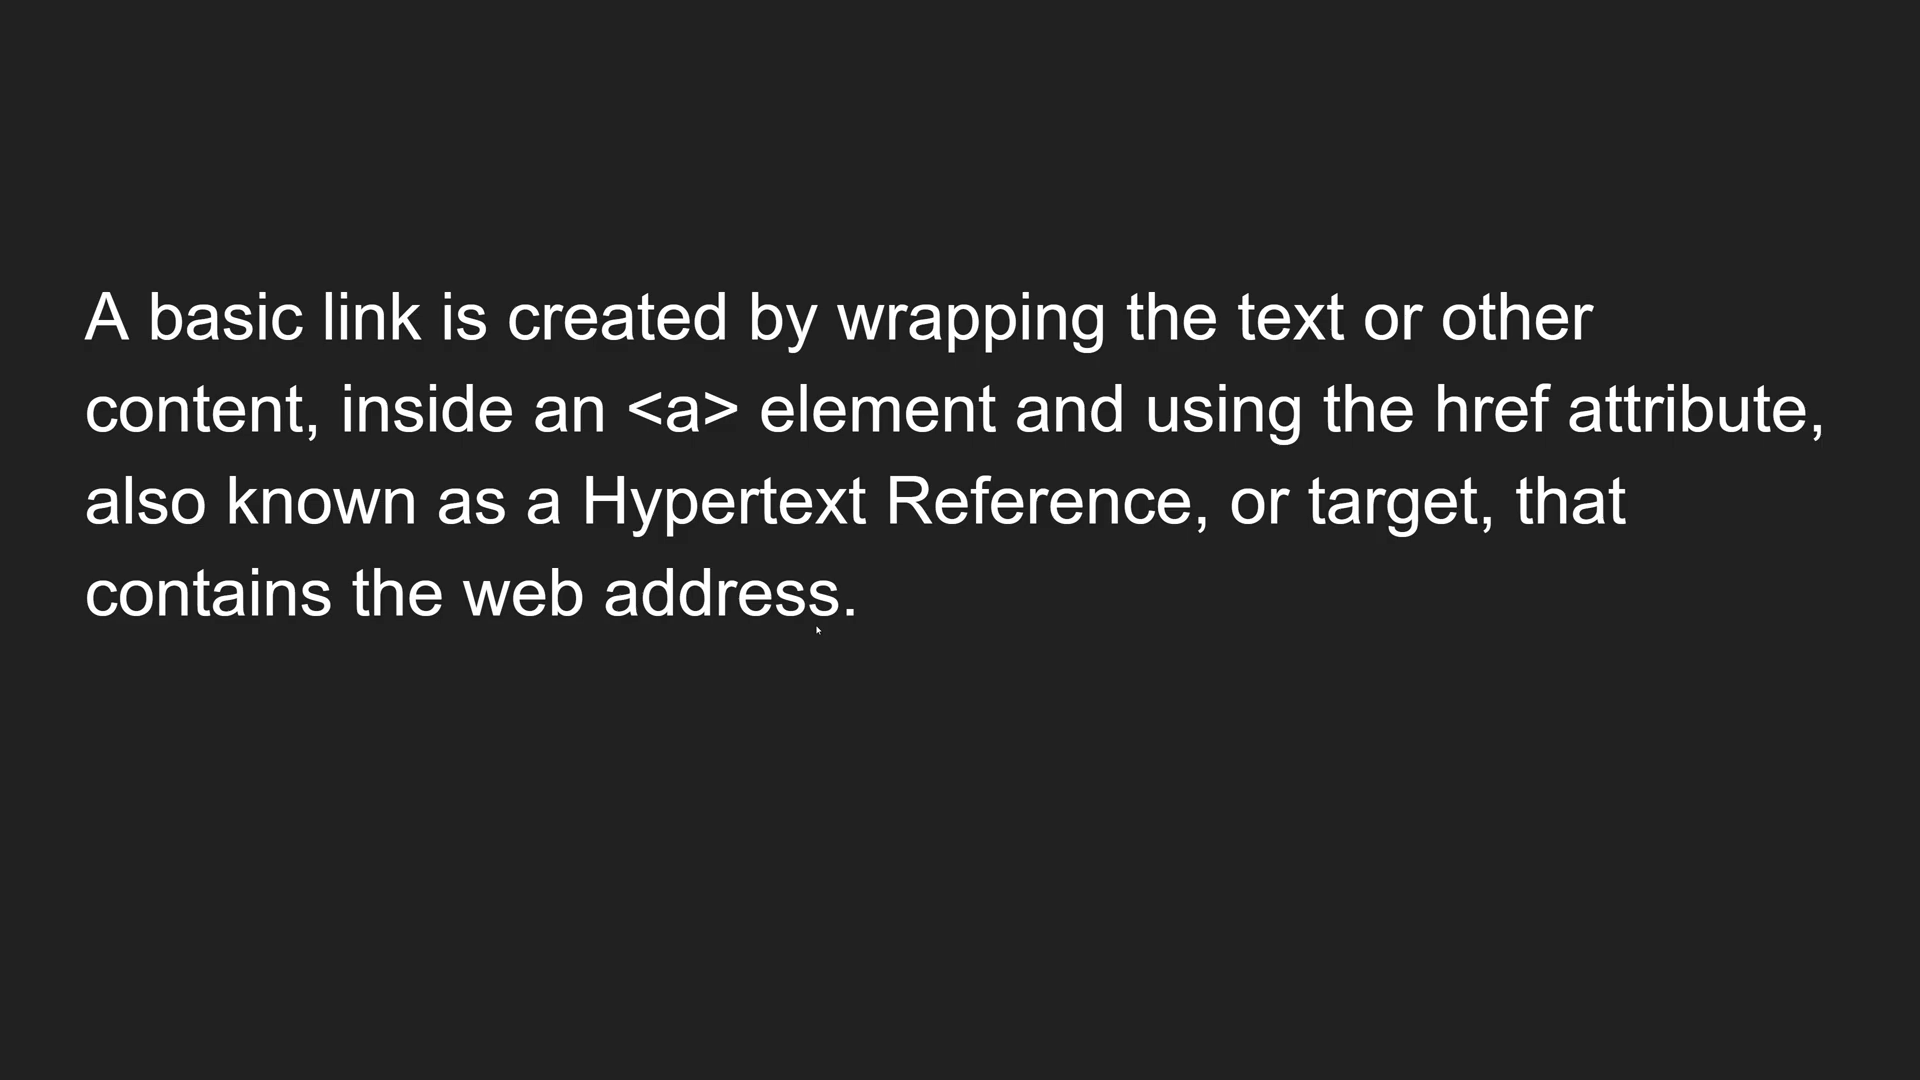 A basic link is created by wrapping the text or other
content, inside an <a> element and using the href attribute,
also known as a Hypertext Reference, or target, that
contains the web address.